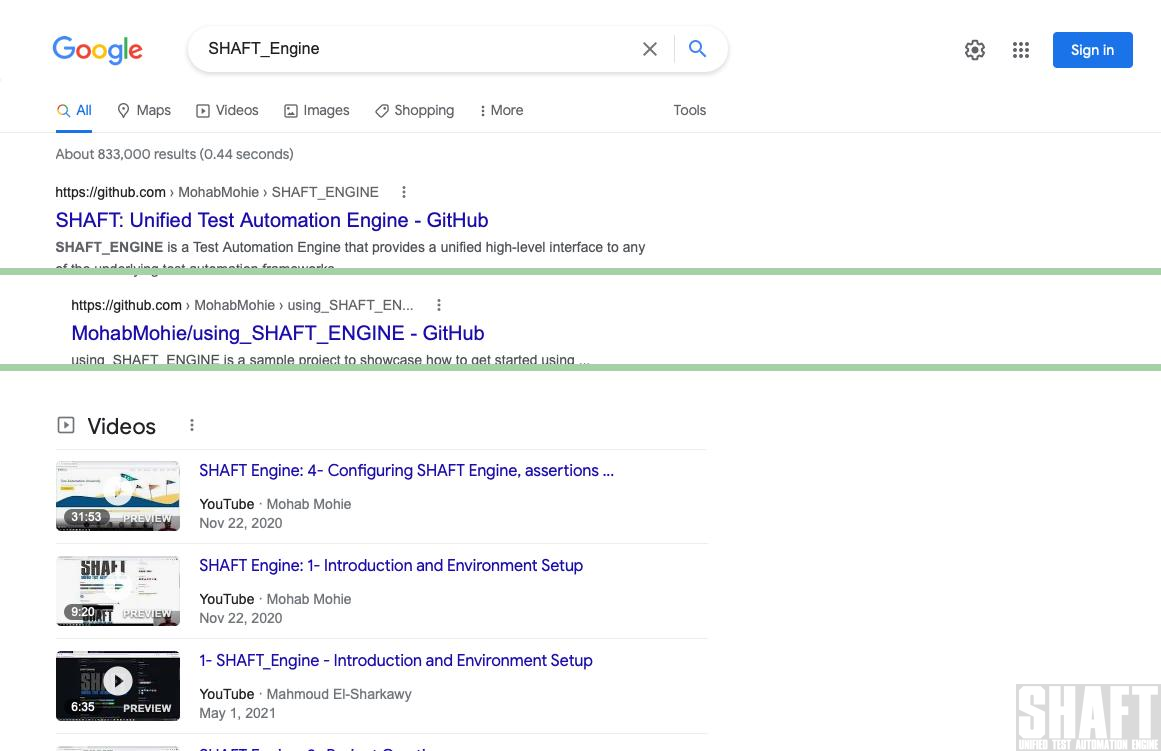 Google
SHAFT_Engine
Sign in
All
Maps
Videos
Images
Shopping
More
Tools
About 833,000 results (0.44 seconds)
https://github.com › MohabMohie › SHAFT_ENGINE
SHAFT: Unified Test Automation Engine - GitHub
SHAFT_ENGINE is a Test Automation Engine that provides a unified high-level interface to any
of the underlying test automation frameworks.
https://github.com › MohabMohie › using_SHAFT_EN...
MohabMohie/using_SHAFT_ENGINE - GitHub
using_SHAFT_ENGINE is a sample project to showcase how to get started using ...
Videos
SHAFT Engine: 4- Configuring SHAFT Engine, assertions ...
31:53
PREVIEW
YouTube · Mohab Mohie
Nov 22, 2020
SHAFT Engine: 1- Introduction and Environment Setup
SHAFT
9:20
PREVIEW
YouTube · Mohab Mohie
Nov 22, 2020
1- SHAFT_Engine - Introduction and Environment Setup
6:35
PREVIEW
YouTube · Mahmoud El-Sharkawy
May 1, 2021
SHAFT
UNIFIED TEST AUTOMATION ENGINE